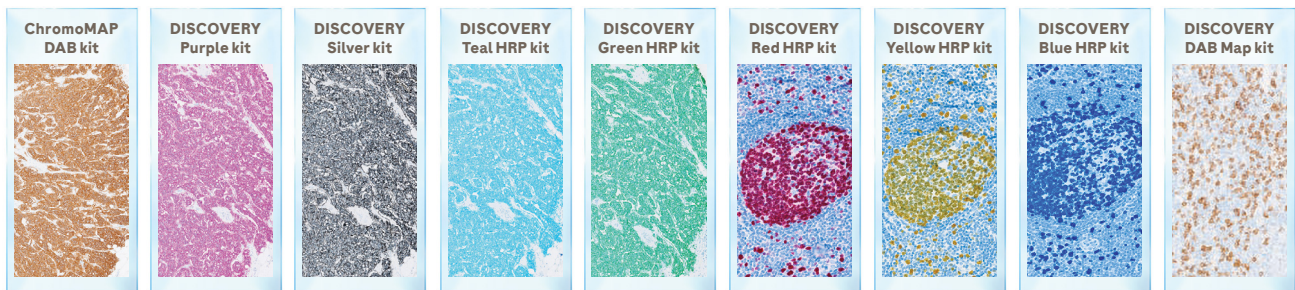 ChromoMAP
DAB kit
DISCOVERY
Purple kit
DISCOVERY
Silver kit
DISCOVERY
Teal HRP kit
DISCOVERY
Green HRP kit
DISCOVERY
Red HRP kit
DISCOVERY
Yellow HRP kit
DISCOVERY
Blue HRP kit
DISCOVERY
DAB Map kit